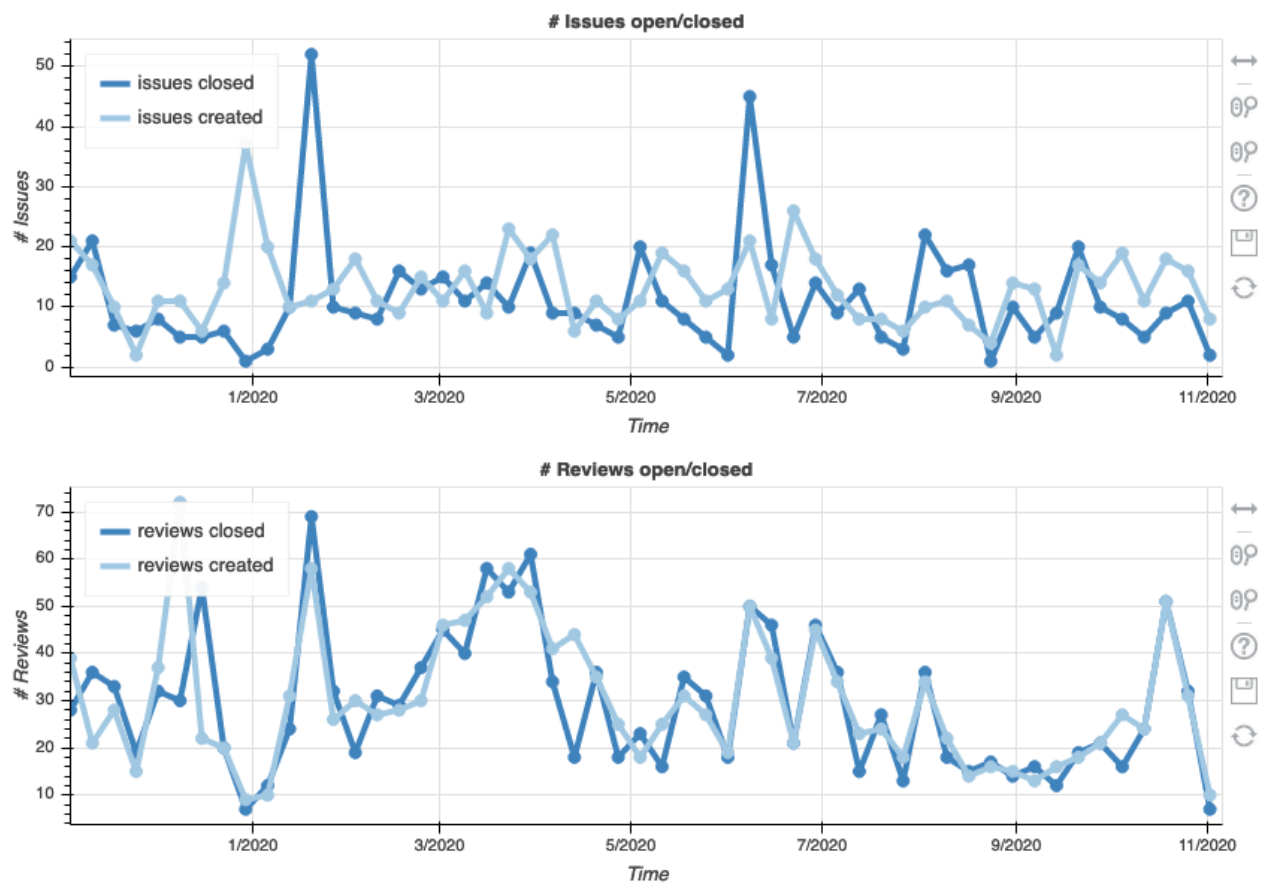 # Issues open/closed
issues closed
issues created
50
40
30
20
10
0
# Issues
1/2020 3/2020 5/2020 7/2020 9/2020 11/2020
Time
# Reviews open/closed
reviews closed
reviews created
70
60
50
40
30
20
10
# Reviews
1/2020 3/2020 5/2020 7/2020 9/2020 11/2020
Time